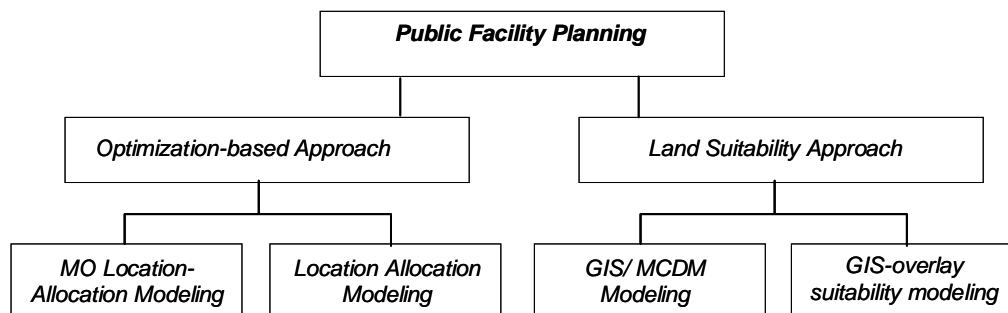 Public Facility Planning
Optimization-based Approach
Land Suitability Approach
MO Location-
Allocation Modeling
Location Allocation
Modeling
GIS/ MCDM
Modeling
GIS-overlay
suitability modeling